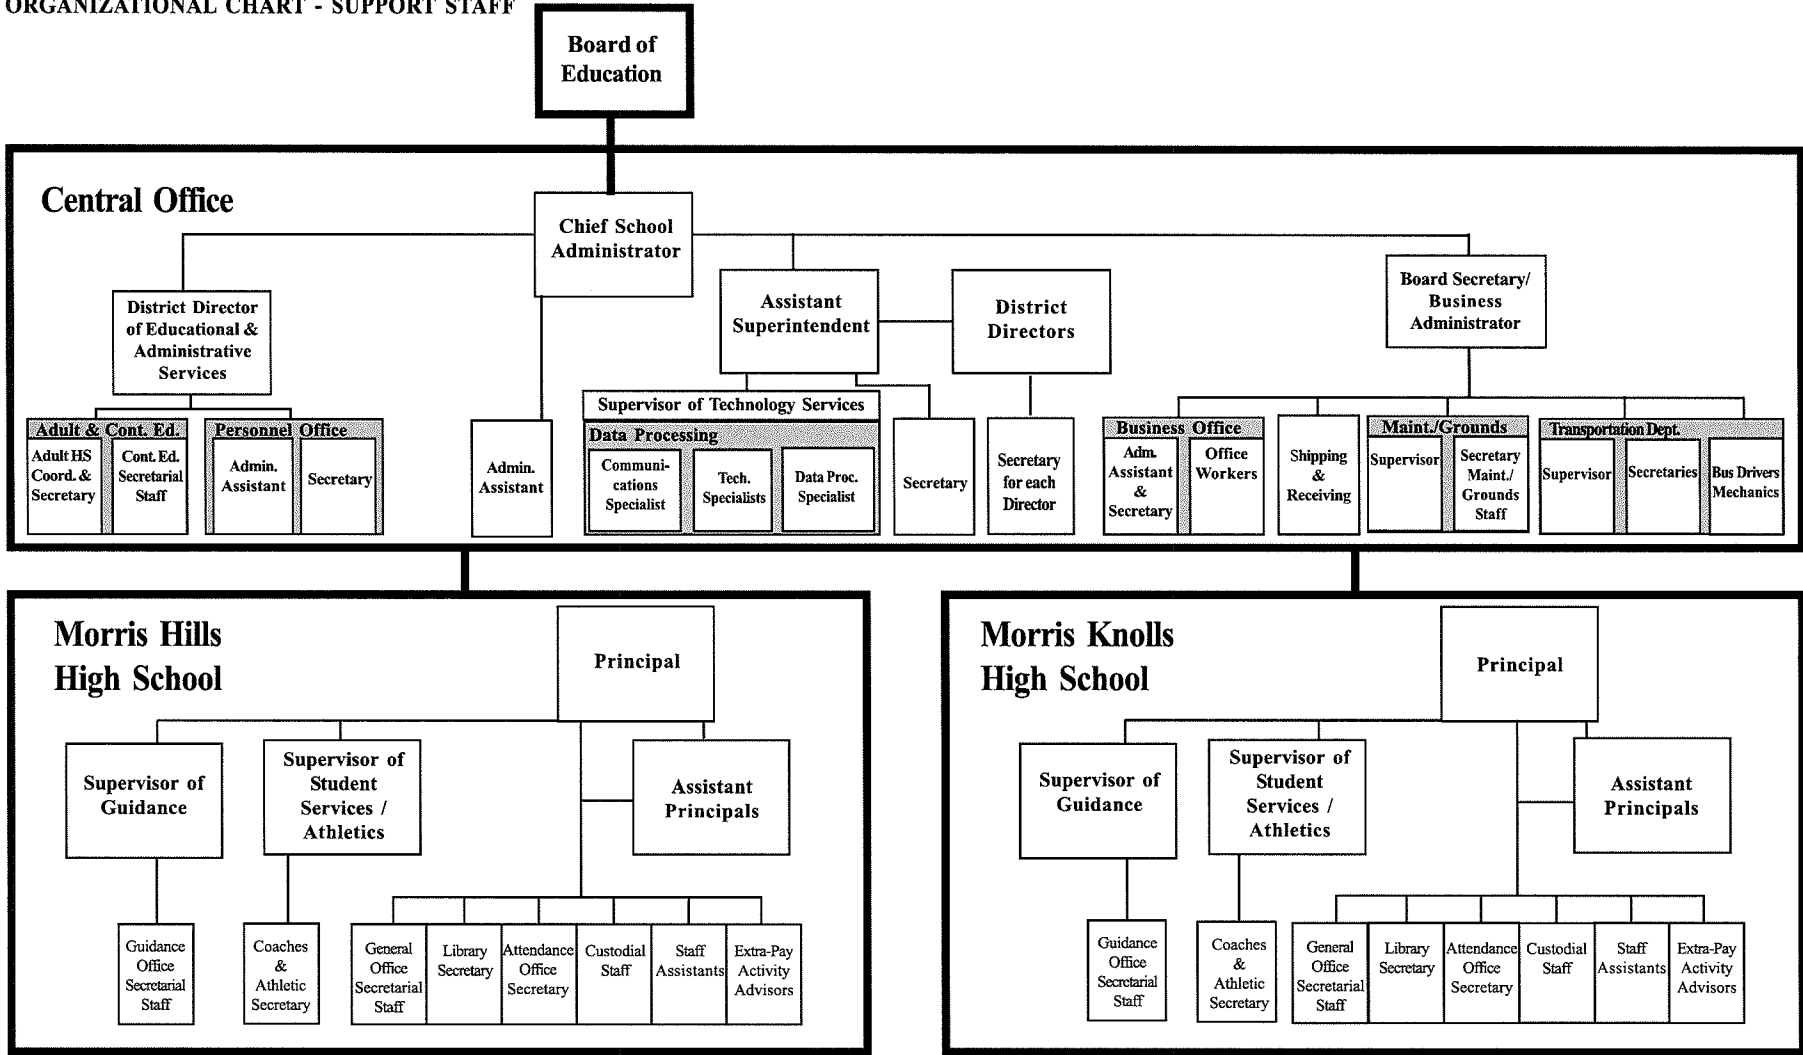 ORGANIZATIONAL CHART - SUPPORT STAFF
Board of
Education
Central Office
Chief School
Administrator
District Director
of Educational &
Administrative
Services
Assistant
Superintendent
District
Directors
Board Secretary/
Business
Administrator
Adult & Cont. Ed.
Adult HS
Coord. &
Secretary
Cont. Ed.
Secretarial
Staff
Personnel Office
Admin.
Assistant
Secretary
Admin.
Assistant
Supervisor of Technology Services
Data Processing
Communi-
cations
Specialist
Tech.
Specialists
Data Proc.
Specialist
Secretary
Secretary
for each
Director
Business Office
Adm.
Assistant
&
Secretary
Office
Workers
Shipping
&
Receiving
Maint./Grounds
Supervisor
Secretary
Maint./
Grounds
Staff
Transportation Dept.
Supervisor
Secretaries
Bus Drivers
Mechanics
Morris Hills
High School
Principal
Supervisor of
Guidance
Supervisor of
Student
Services /
Athletics
Assistant
Principals
Guidance
Office
Secretarial
Staff
Coaches
&
Athletic
Secretary
General
Office
Secretarial
Staff
Library
Secretary
Attendance
Office
Secretary
Custodial
Staff
Staff
Assistants
Extra-Pay
Activity
Advisors
Morris Knolls
High School
Principal
Supervisor of
Guidance
Supervisor of
Student
Services /
Athletics
Assistant
Principals
Guidance
Office
Secretarial
Staff
Coaches
&
Athletic
Secretary
General
Office
Secretarial
Staff
Library
Secretary
Attendance
Office
Secretary
Custodial
Staff
Staff
Assistants
Extra-Pay
Activity
Advisors